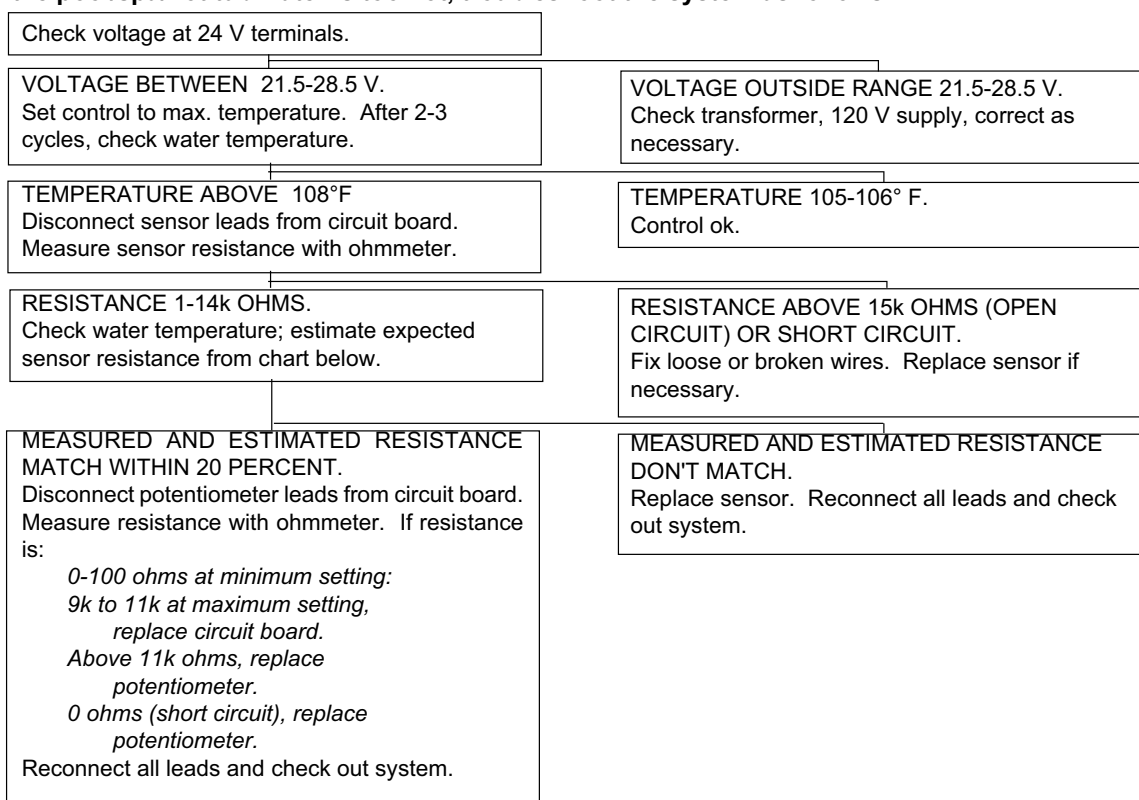 Check voltage at 24 V terminals.
VOLTAGE BETWEEN 21.5-28.5 V.
Set control to max. temperature. After 2-3
cycles, check water temperature.
VOLTAGE OUTSIDE RANGE 21.5-28.5 V.
Check transformer, 120 V supply, correct as
necessary.
TEMPERATURE ABOVE 108°F
Disconnect sensor leads from circuit board.
Measure sensor resistance with ohmmeter.
TEMPERATURE 105-106° F.
Control ok.
RESISTANCE 1-14k OHMS.
Check water temperature; estimate expected
sensor resistance from chart below.
RESISTANCE ABOVE 15k OHMS (OPEN
CIRCUIT) OR SHORT CIRCUIT.
Fix loose or broken wires. Replace sensor if
necessary.
MEASURED AND ESTIMATED RESISTANCE
MATCH WITHIN 20 PERCENT.
Disconnect potentiometer leads from circuit board.
Measure resistance with ohmmeter. If resistance
is:
0-100 ohms at minimum setting:
9k to 11k at maximum setting,
replace circuit board.
Above 11k ohms, replace
potentiometer.
0 ohms (short circuit), replace
potentiometer.
Reconnect all leads and check out system.
MEASURED AND ESTIMATED RESISTANCE
DON'T MATCH.
Replace sensor. Reconnect all leads and check
out system.